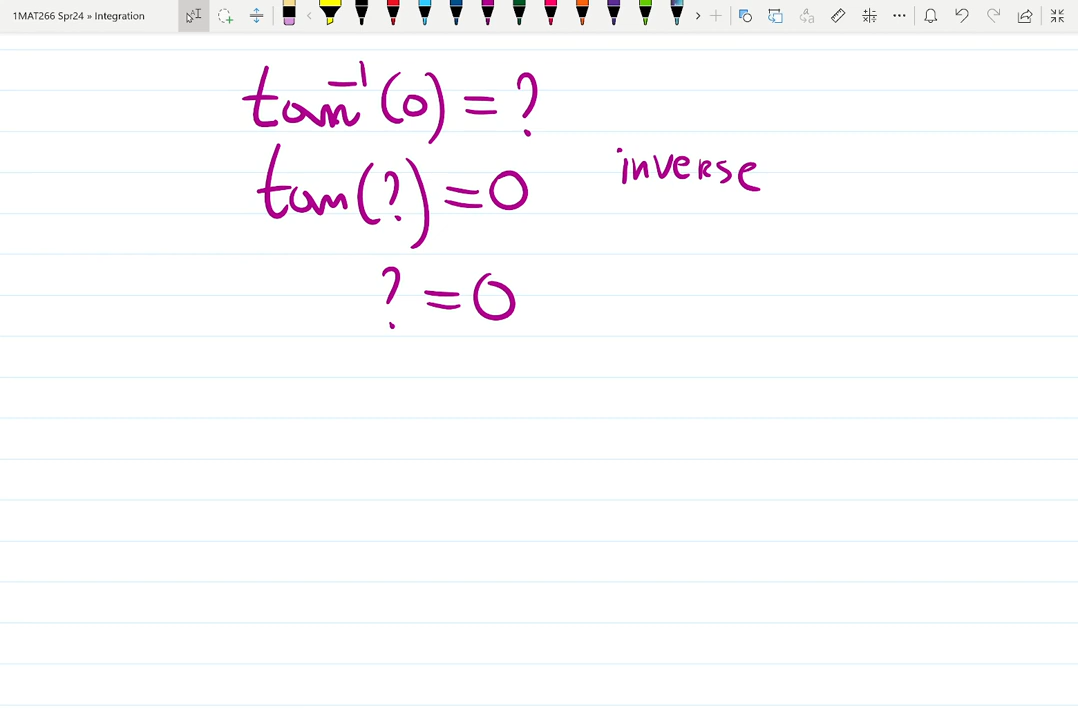 1MAT266 Spr24 » Integration
tan⁻¹(0) = ?
tan(?) = 0 inverse
? = 0